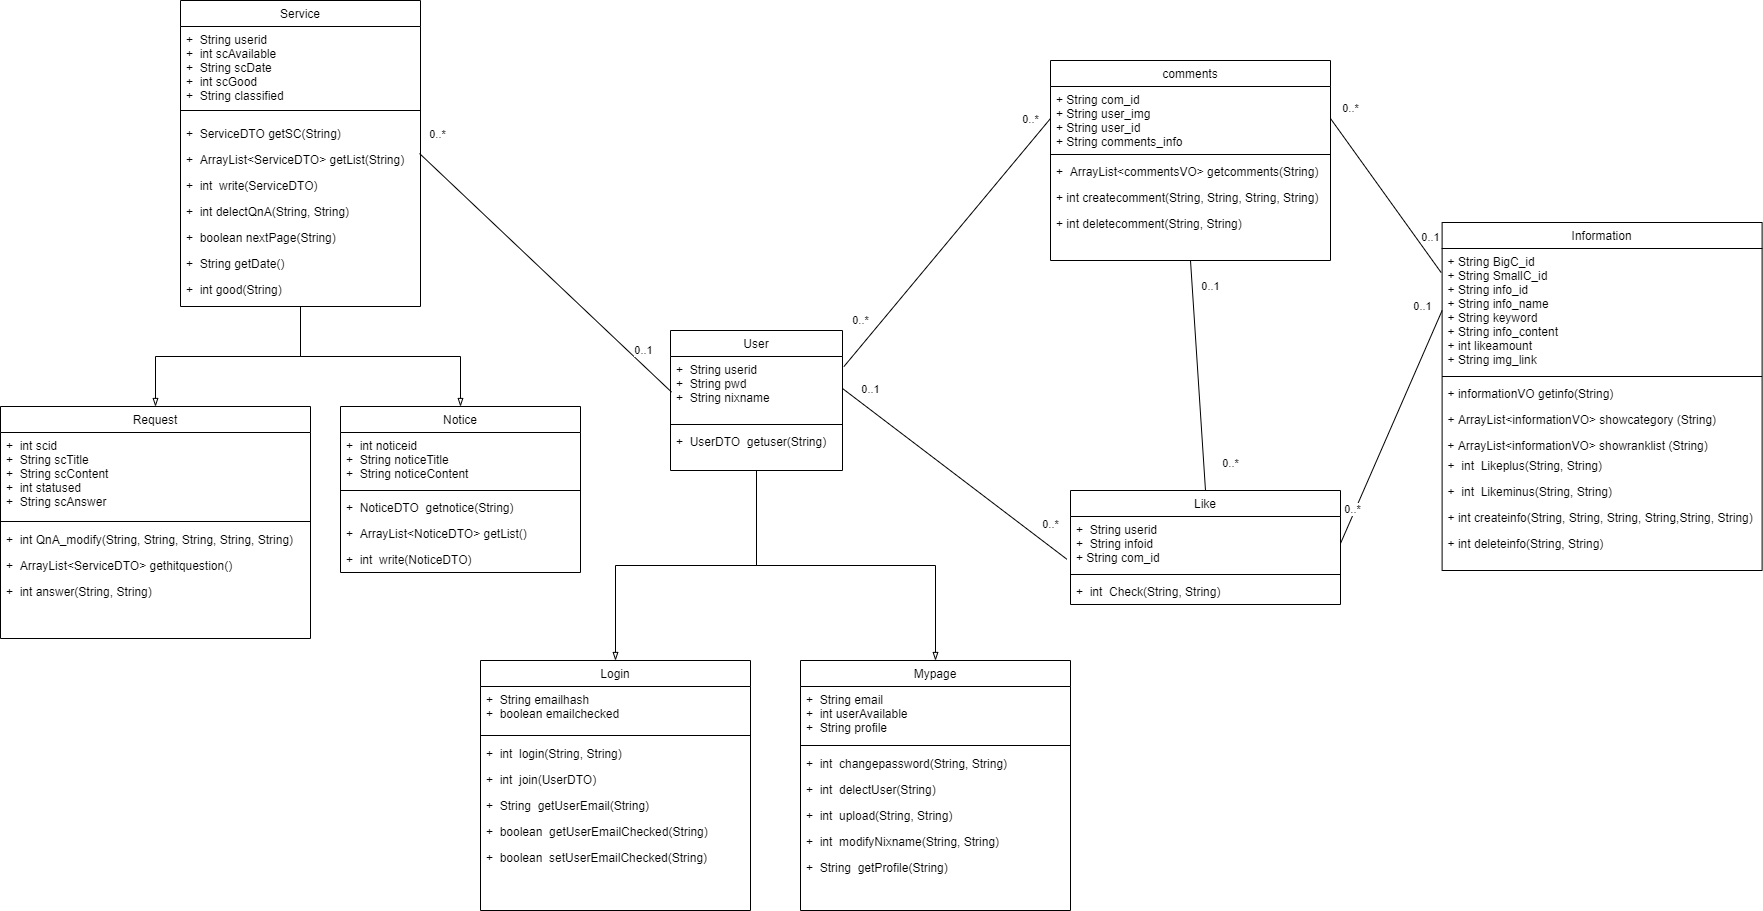 Service
+ String userid
+ int scAvailable
+ String scDate
+ int scGood
+ String classified
+ ServiceDTO getSC(String)
+ ArrayList<ServiceDTO> getList(String)
+ int write(ServiceDTO)
+ int delectQnA(String, String)
+ boolean nextPage(String)
+ String getDate()
+ int good(String)
0..*
0..1
Request
+ int scid
+ String scTitle
+ String scContent
+ int statused
+ String scAnswer
+ int QnA_modify(String, String, String, String, String)
+ ArrayList<ServiceDTO> gethitquestion()
+ int answer(String, String)
Notice
+ int noticeid
+ String noticeTitle
+ String noticeContent
+ NoticeDTO getnotice(String)
+ ArrayList<NoticeDTO> getList()
+ int write(NoticeDTO)
User
+ String userid
+ String pwd
+ String nixname
+ UserDTO getuser(String)
0..*
0..*
0..1
0..*
comments
+ String com_id
+ String user_img
+ String user_id
+ String comments_info
+ ArrayList<commentsVO> getcomments(String)
+ int createcomment(String, String, String, String)
+ int deletecomment(String, String)
0..*
0..1
0..1
0..*
0..1
0..*
Information
+ String BigC_id
+ String SmallC_id
+ String info_id
+ String info_name
+ String keyword
+ String info_content
+ int likeamount
+ String img_link
+ informationVO getinfo(String)
+ ArrayList<informationVO> showcategory (String)
+ ArrayList<informationVO> showranklist (String)
+ int Likeplus(String, String)
+ int Likeminus(String, String)
+ int createinfo(String, String, String, String,String, String)
+ int deleteinfo(String, String)
Like
+ String userid
+ String infoid
+ String com_id
+ int Check(String, String)
Login
+ String emailhash
+ boolean emailchecked
+ int login(String, String)
+ int join(UserDTO)
+ String getUserEmail(String)
+ boolean getUserEmailChecked(String)
+ boolean setUserEmailChecked(String)
Mypage
+ String email
+ int userAvailable
+ String profile
+ int changepassword(String, String)
+ int delectUser(String)
+ int upload(String, String)
+ int modifyNixname(String, String)
+ String getProfile(String)